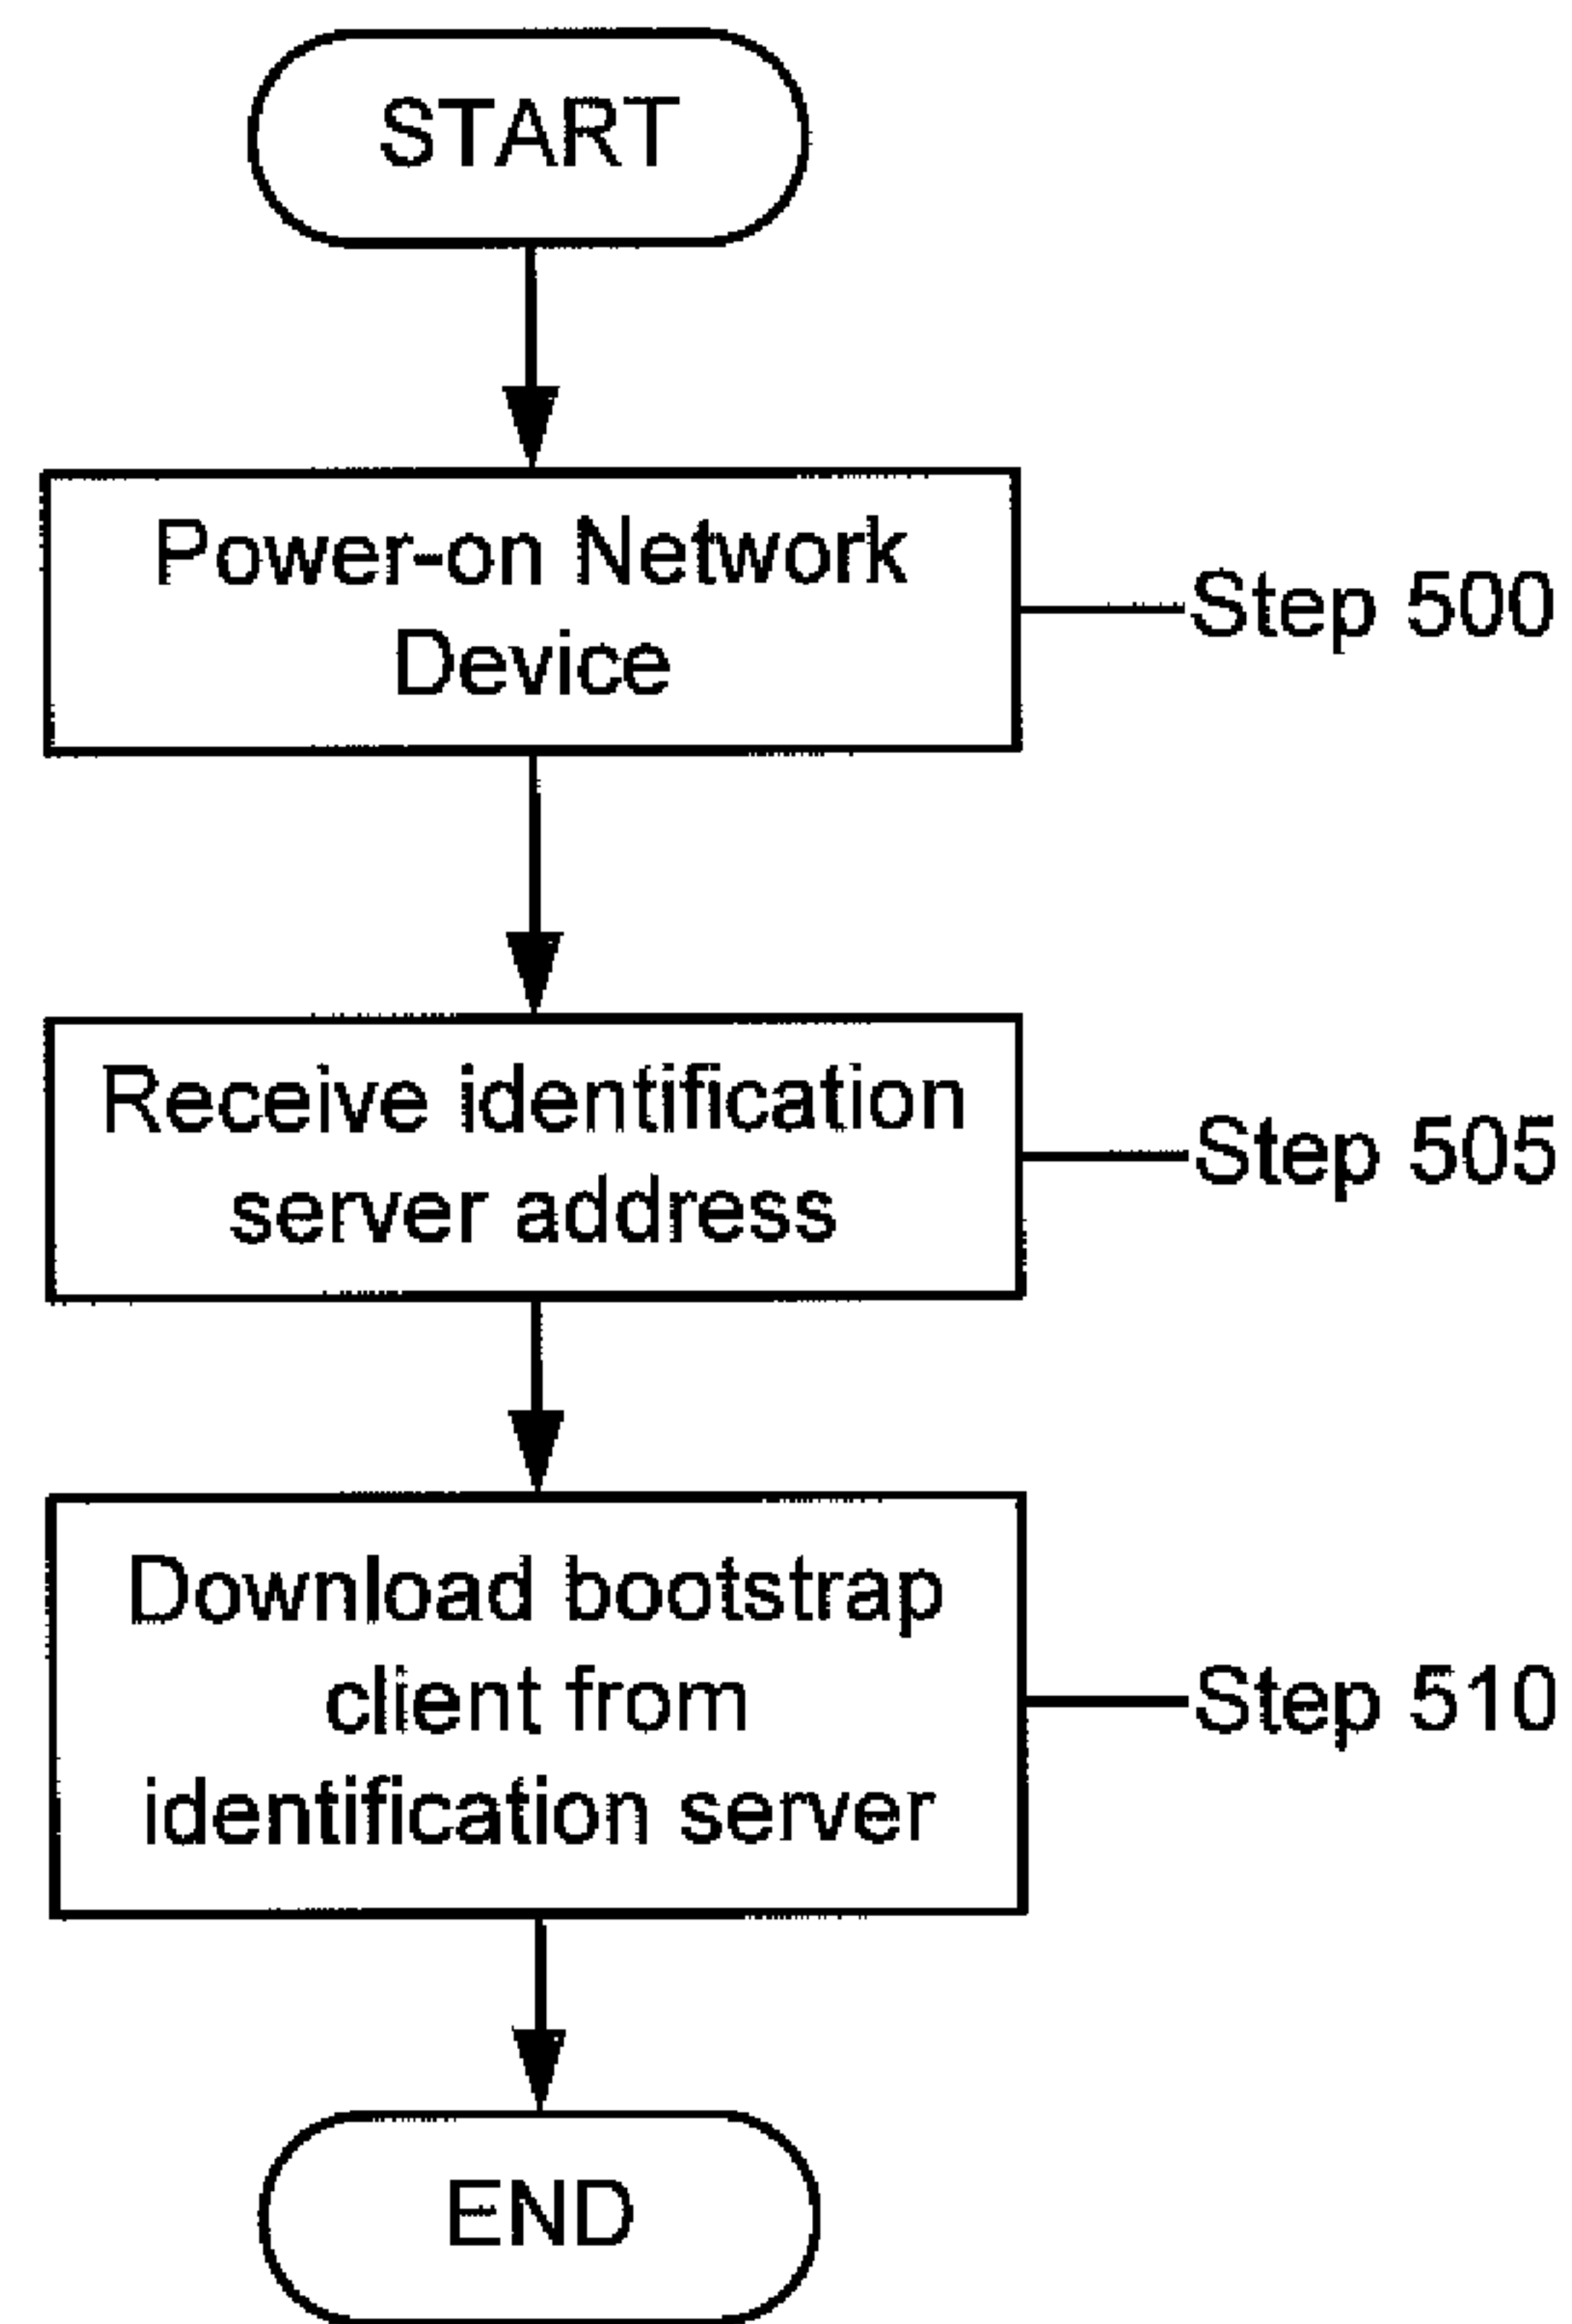 START
Power-on Network
Device
Step 500
Receive identification
server address
Step 505
Download bootstrap
client from
identification server
Step 510
END